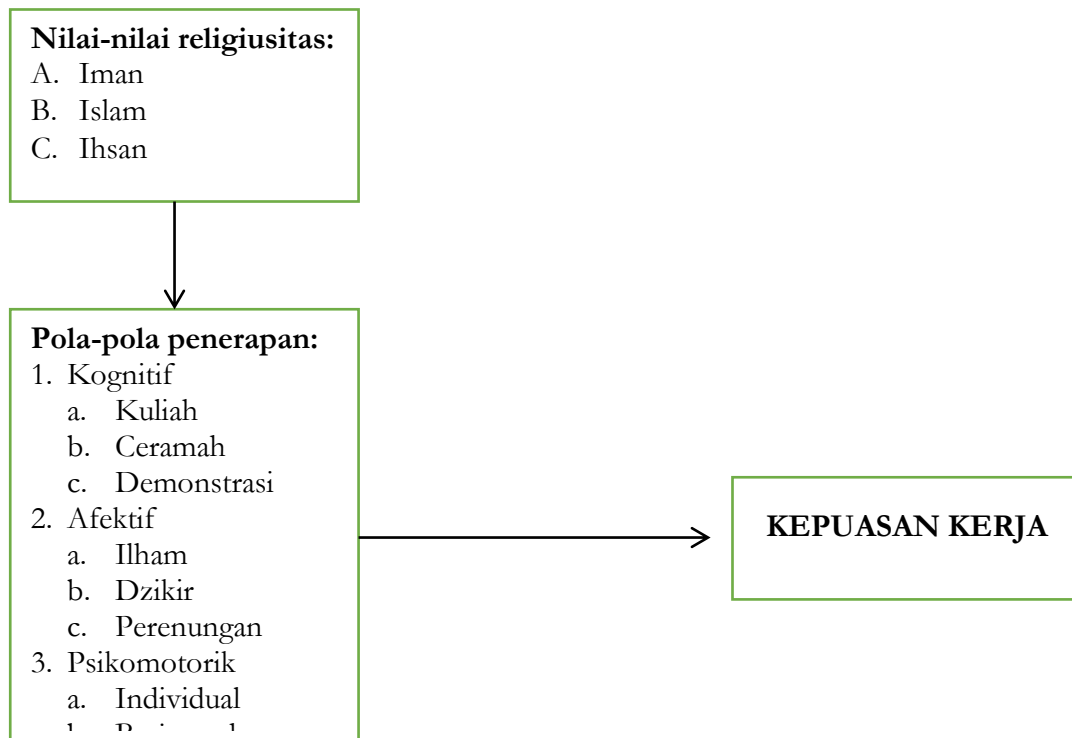 Nilai-nilai religiusitas:
A. Iman
B. Islam
C. Ihsan
Pola-pola penerapan:
1. Kognitif
a. Kuliah
b. Ceramah
c. Demonstrasi
2. Afektif
a. Ilham
b. Dzikir
c. Perenungan
3. Psikomotorik
a. Individual
KEPUASAN KERJA